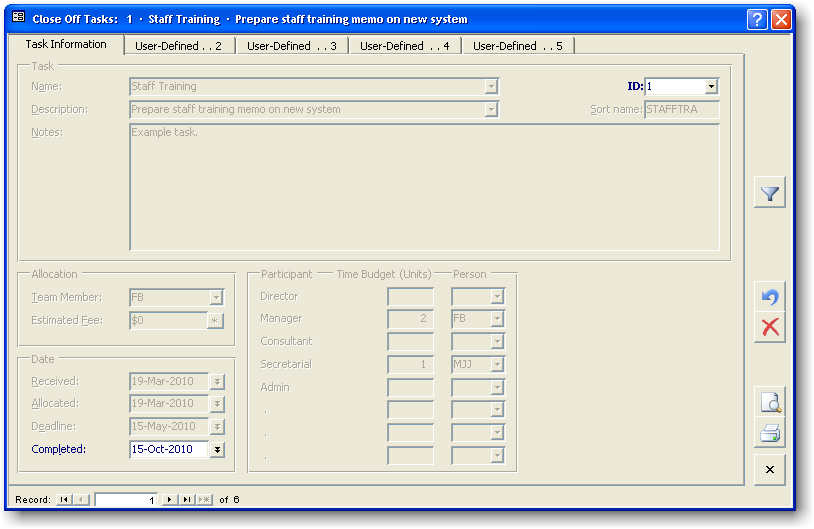 Close Off Tasks: 1 · Staff Training · Prepare staff training memo on new system
Task Information User-Defined . . 2 User-Defined . . 3 User-Defined . . 4 User-Defined . . 5
Task
Name: Staff Training ID: 1
Description: Prepare staff training memo on new system Sort name: STAFFTRA
Notes: Example task.
Allocation
Team Member: FB
Estimated Fee: $0 *
Participant Time Budget (Units) Person
Director
Manager 2 FB
Consultant
Secretarial 1 MJJ
Admin
.
.
.
Date
Received: 19-Mar-2010
Allocated: 19-Mar-2010
Deadline: 15-May-2010
Completed: 15-Oct-2010
Record: 1 of 6